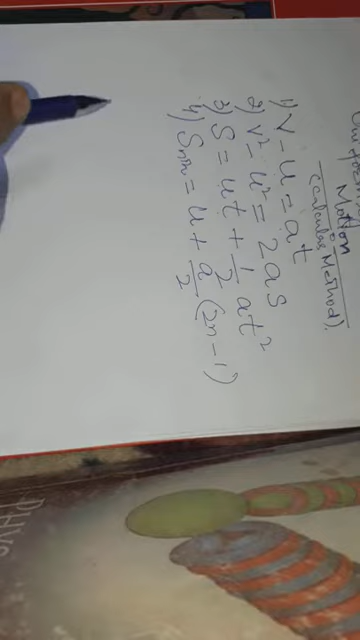 Motion
(Calculus Method).
1) V - u = at
2) V² - u² = 2as
3) S = ut + 1/2 at²
4) Snth = u + a/2 (2n - 1)